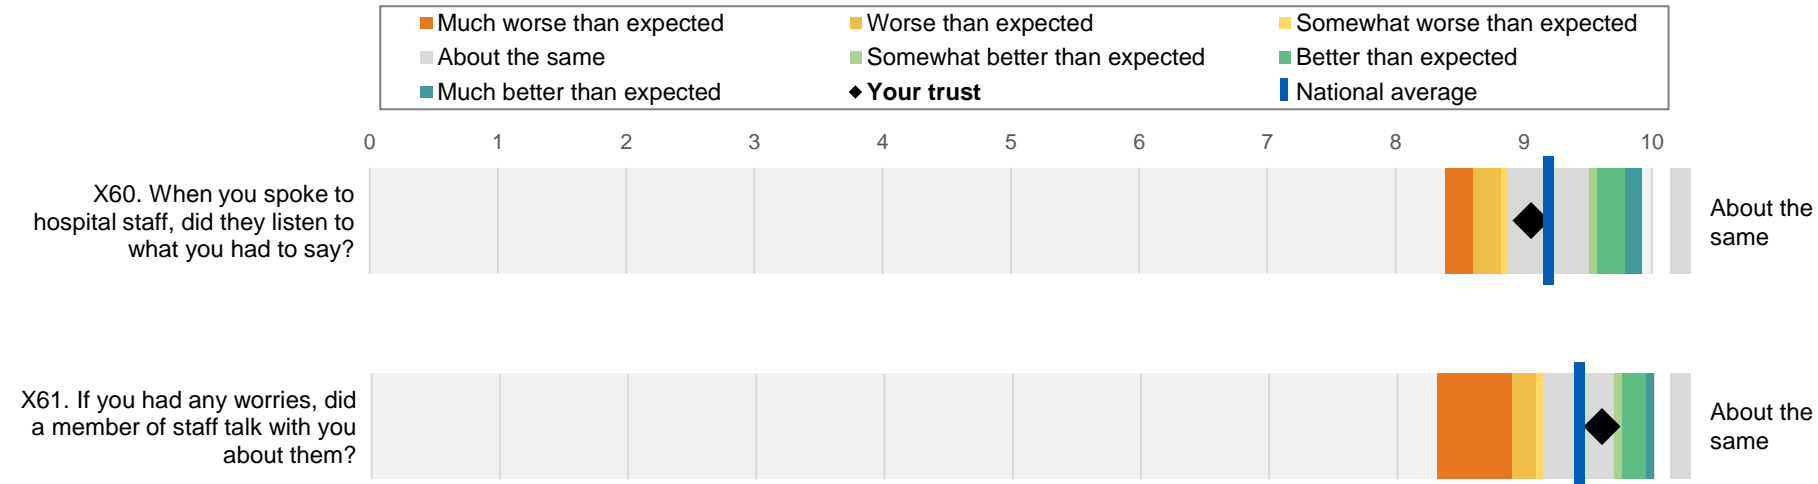 Much worse than expected
Worse than expected
Somewhat worse than expected
About the same
Somewhat better than expected
Better than expected
Much better than expected
Your trust
National average
0 1 2 3 4 5 6 7 8 9 10
X60. When you spoke to
hospital staff, did they listen to
what you had to say?
About the
same
X61. If you had any worries, did
a member of staff talk with you
about them?
About the
same